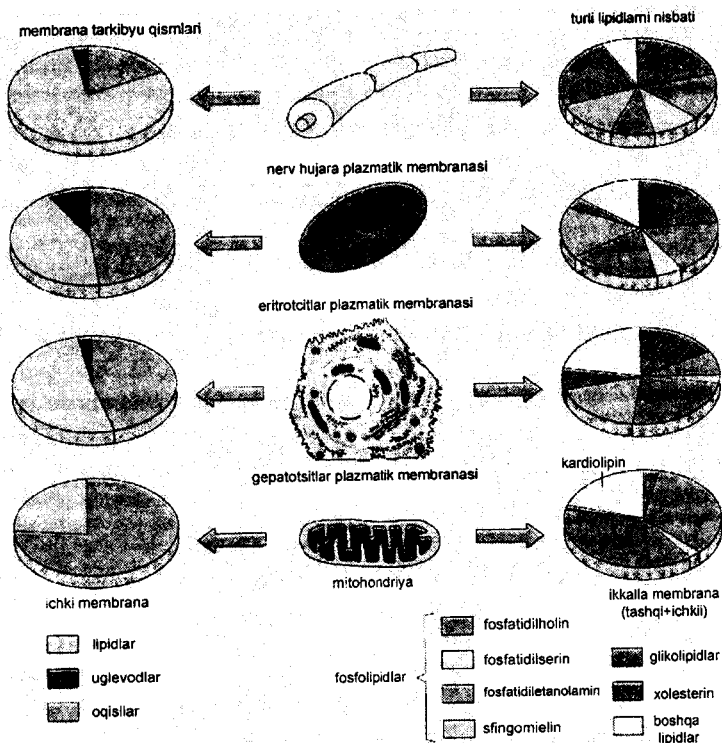 membrana tarkibyu qismlari
turli lipidlarni nisbati
nerv hujara plazmatik membranasi
eritrotcitlar plazmatik membranasi
gepatotsitlar plazmatik membranasi
kardiolipin
ichki membrana
mitohondriya
ikkalla membrana
(tashqi+ichkii)
lipidlar
uglevodlar
oqisllar
fosfolipidlar
fosfatidilholin
fosfatidilserin
fosfatidiletanolamin
sfingomielin
glikolipidlar
xolesterin
boshqa
lipidlar